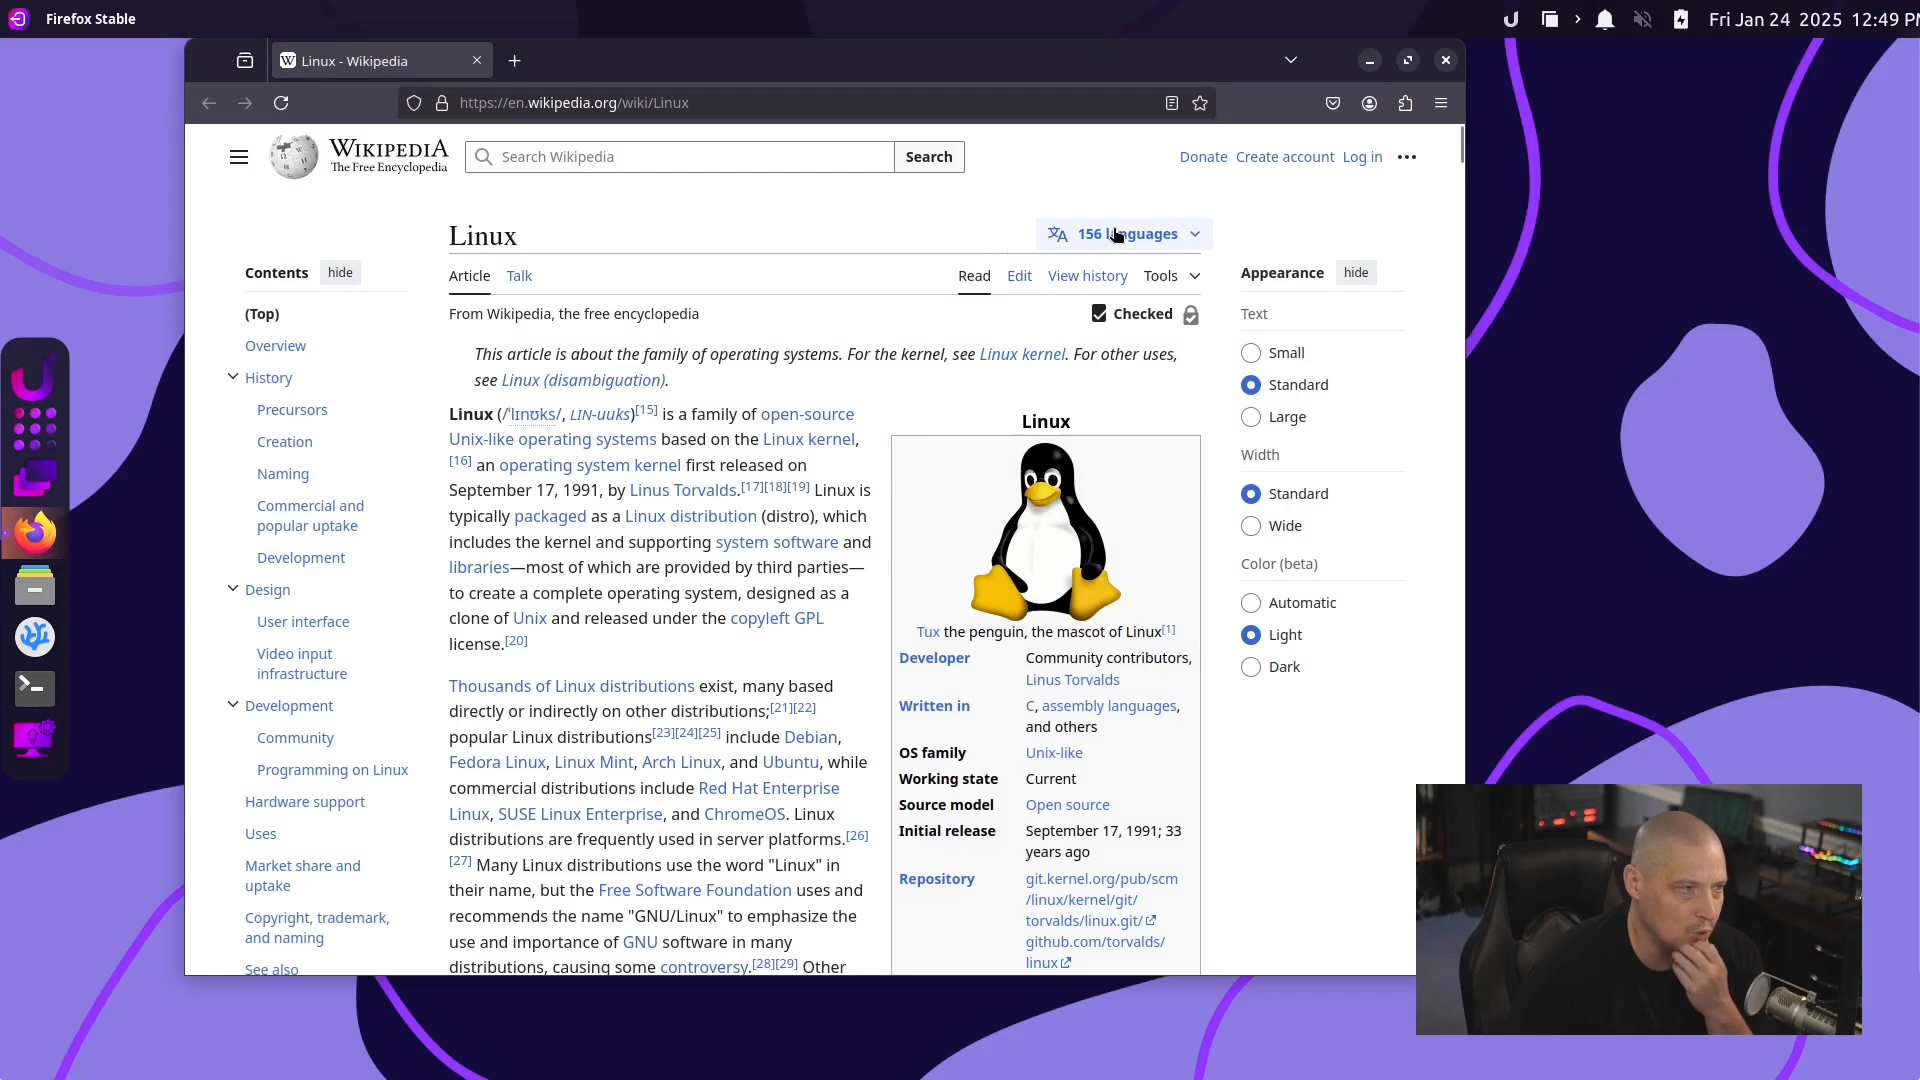 Firefox Stable
Fri Jan 24 2025 12:49 PM
Linux - Wikipedia
https://en.wikipedia.org/wiki/Linux
WIKIPEDIA
The Free Encyclopedia
Search Wikipedia
Search
Donate Create account Log in
Linux
156 languages
Contents hide
(Top)
Overview
History
Precursors
Creation
Naming
Commercial and
popular uptake
Development
Design
User interface
Video input
infrastructure
Development
Community
Programming on Linux
Hardware support
Uses
Market share and
uptake
Copyright, trademark,
and naming
See also
Article Talk
Read Edit View history Tools
From Wikipedia, the free encyclopedia
Checked
This article is about the family of operating systems. For the kernel, see Linux kernel. For other uses,
see Linux (disambiguation).
Linux (/ˈlɪnʊks/, LIN-uuks)[15] is a family of open-source
Unix-like operating systems based on the Linux kernel,
[16] an operating system kernel first released on
September 17, 1991, by Linus Torvalds.[17][18][19] Linux is
typically packaged as a Linux distribution (distro), which
includes the kernel and supporting system software and
libraries—most of which are provided by third parties—
to create a complete operating system, designed as a
clone of Unix and released under the copyleft GPL
license.[20]
Thousands of Linux distributions exist, many based
directly or indirectly on other distributions;[21][22]
popular Linux distributions[23][24][25] include Debian,
Fedora Linux, Linux Mint, Arch Linux, and Ubuntu, while
commercial distributions include Red Hat Enterprise
Linux, SUSE Linux Enterprise, and ChromeOS. Linux
distributions are frequently used in server platforms.[26]
[27] Many Linux distributions use the word "Linux" in
their name, but the Free Software Foundation uses and
recommends the name "GNU/Linux" to emphasize the
use and importance of GNU software in many
distributions, causing some controversy.[28][29] Other
Linux
Tux the penguin, the mascot of Linux[1]
Developer Community contributors,
Linus Torvalds
Written in C, assembly languages,
and others
OS family Unix-like
Working state Current
Source model Open source
Initial release September 17, 1991; 33
years ago
Repository git.kernel.org/pub/scm
/linux/kernel/git/
torvalds/linux.git/
github.com/torvalds/
linux
Appearance hide
Text
Small
Standard
Large
Width
Standard
Wide
Color (beta)
Automatic
Light
Dark